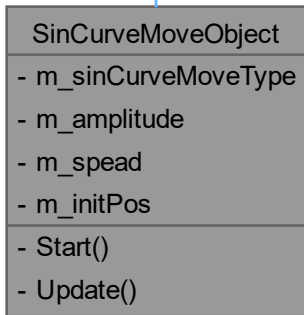 SinCurveMoveObject
- m_sinCurveMoveType
- m_amplitude
- m_spead
- m_initPos
- Start()
- Update()